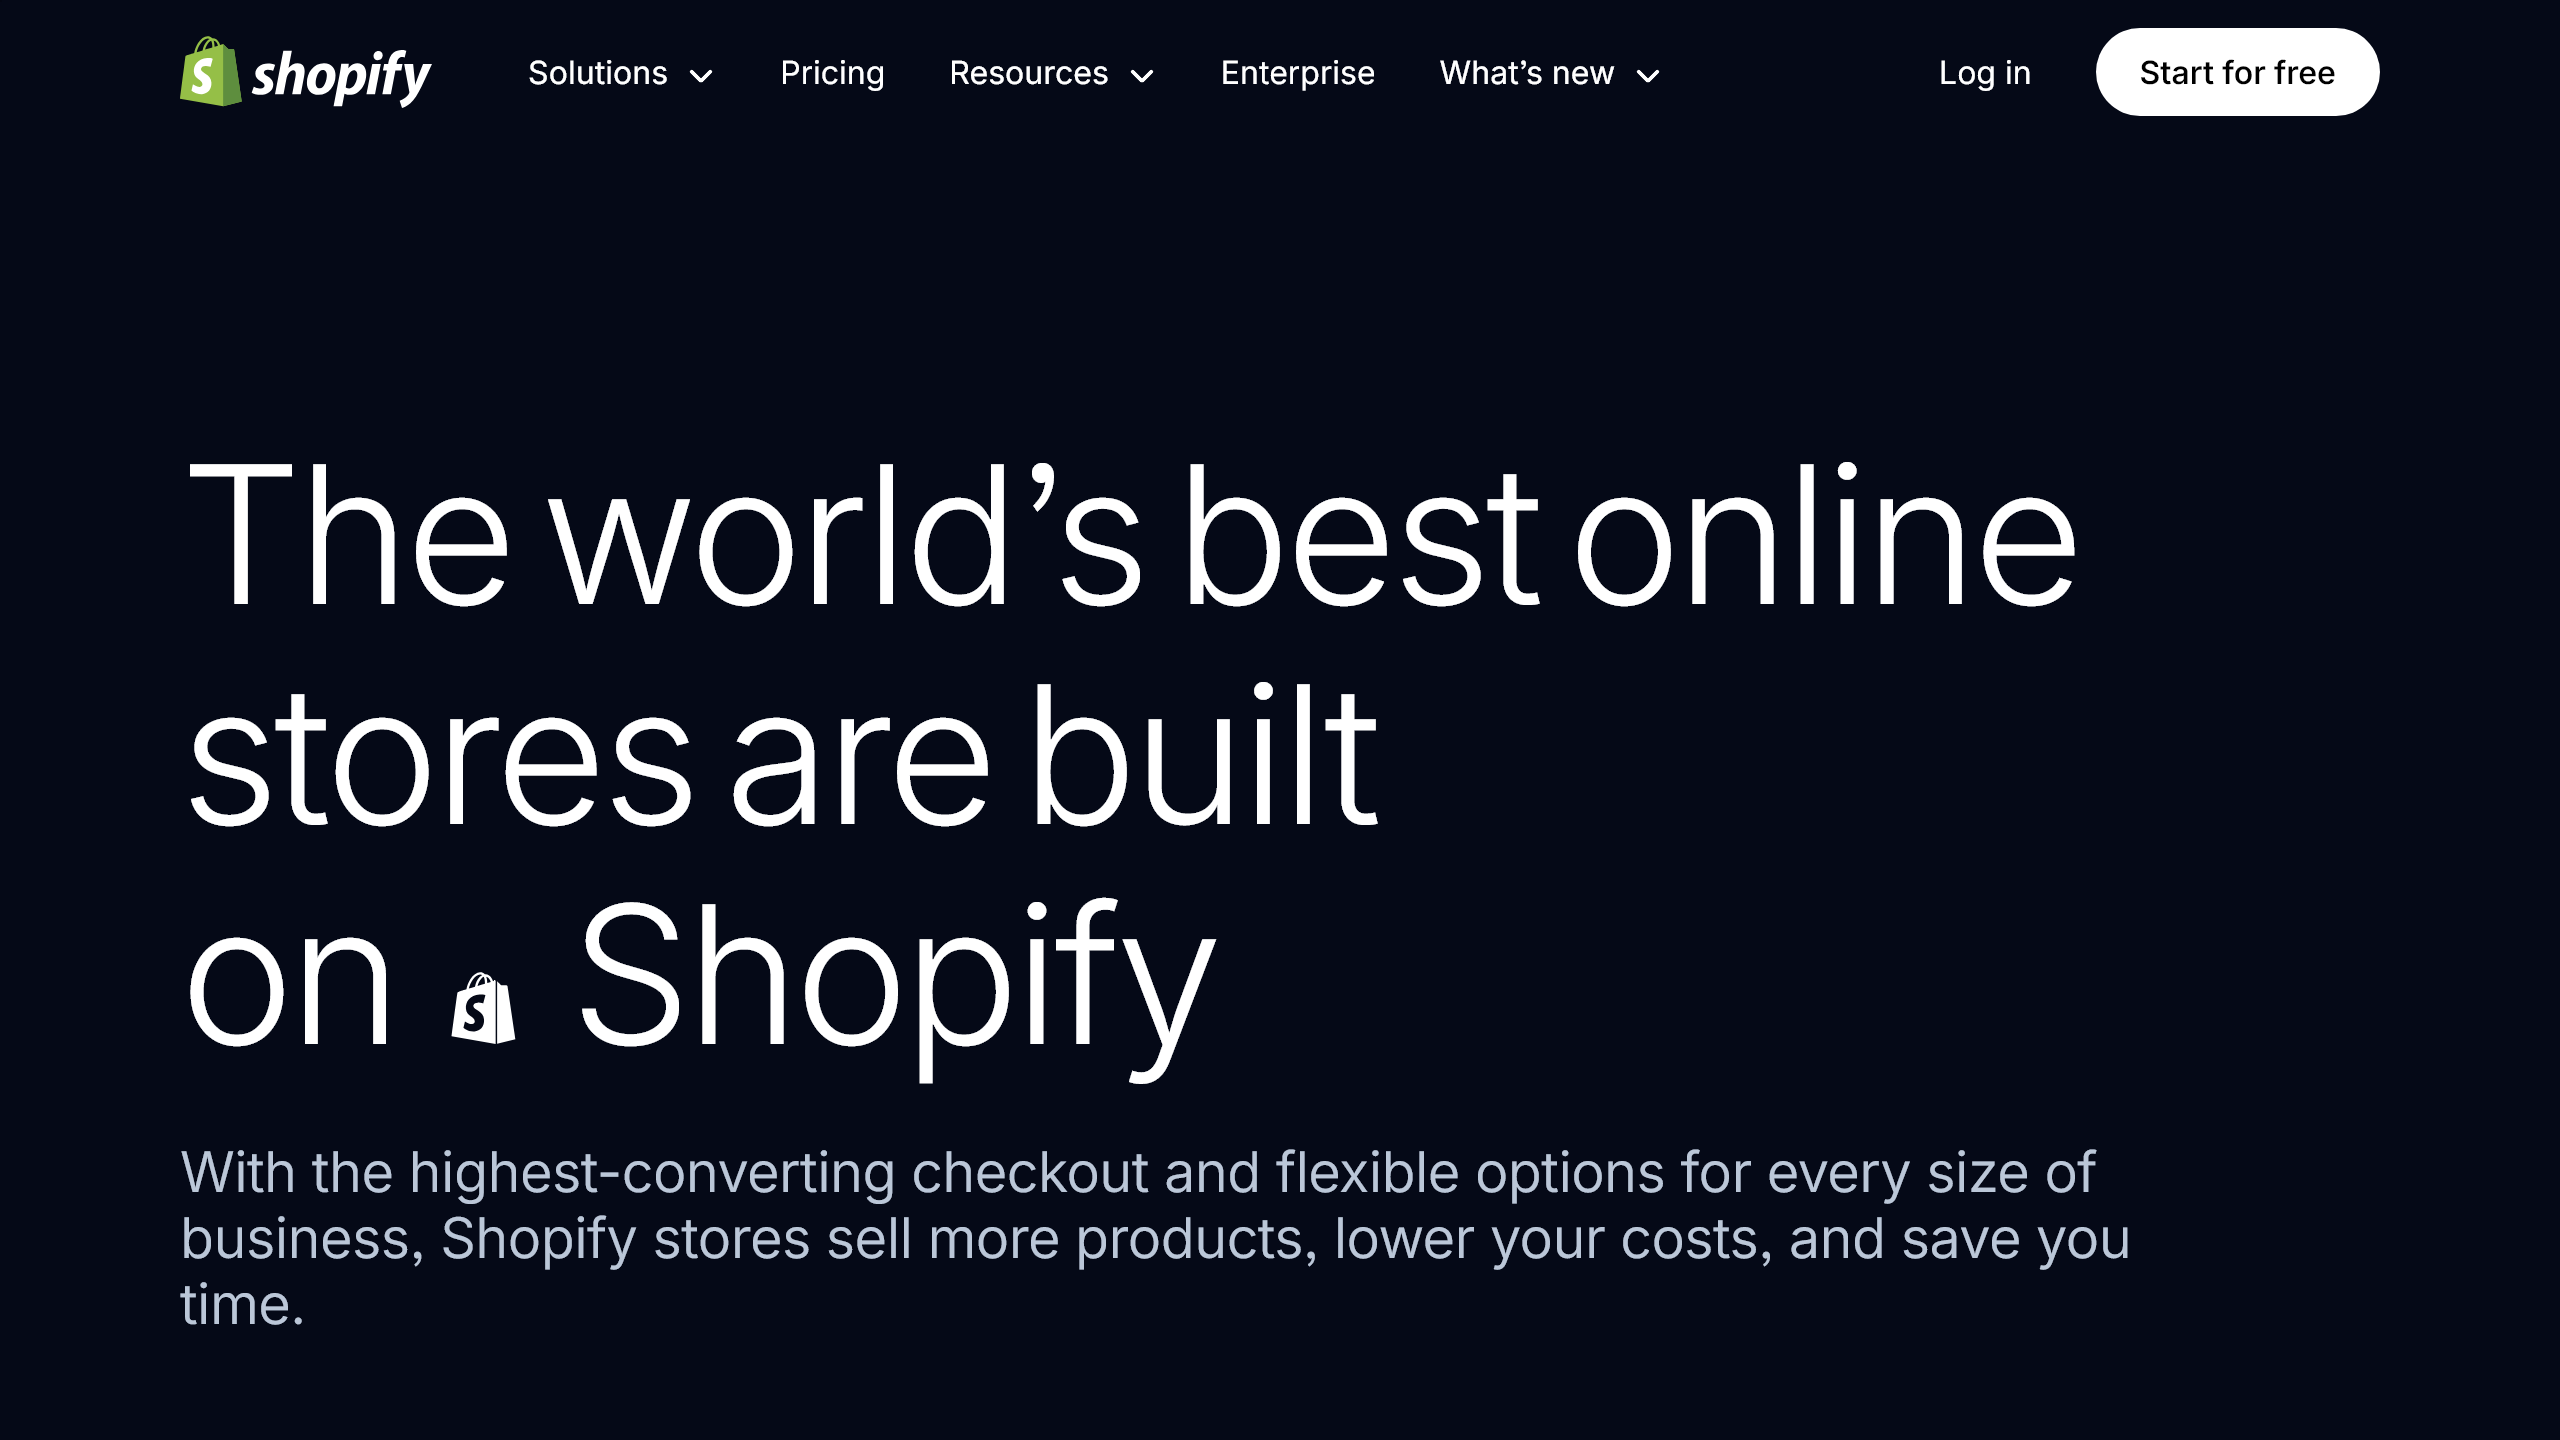 shopify
Solutions
Pricing
Resources
Enterprise
What’s new
Log in
Start for free
The world’s best online
stores are built
on Shopify
With the highest-converting checkout and flexible options for every size of
business, Shopify stores sell more products, lower your costs, and save you
time.